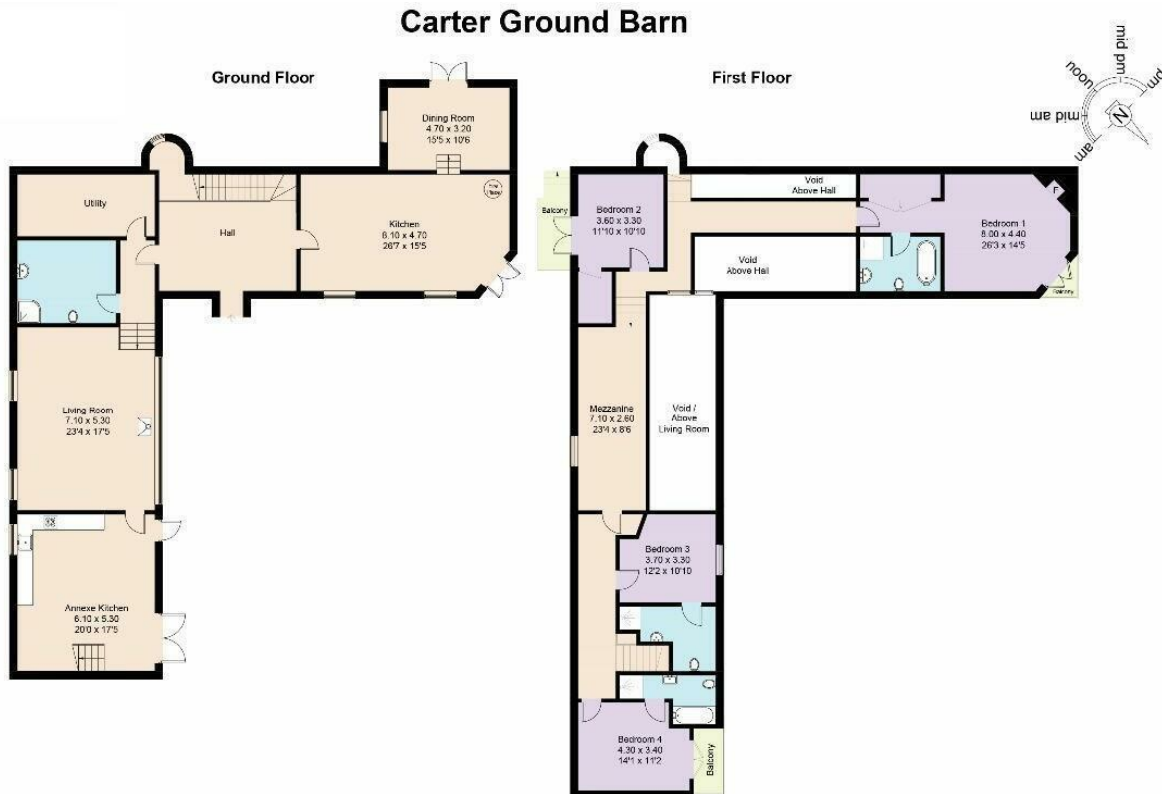 Carter Ground Barn
Ground Floor
First Floor
mid pm
pm
noon
mid am
am
N
Dining Room
4.70 x 3.20
15'5 x 10'6
Utility
Hall
Kitchen
8.10 x 4.70
26'7 x 15'5
Living Room
7.10 x 5.30
23'4 x 17'5
Annexe Kitchen
6.10 x 5.30
20'0 x 17'5
Balcony
Bedroom 2
3.60 x 3.30
11'10 x 10'10
Void
Above Hall
F
Bedroom 1
8.00 x 4.40
26'3 x 14'5
Void
Above Hall
Balcony
Mezzanine
7.10 x 2.60
23'4 x 8'6
Void /
Above
Living Room
Bedroom 3
3.70 x 3.30
12'2 x 10'10
Bedroom 4
4.30 x 3.40
14'1 x 11'2
Balcony